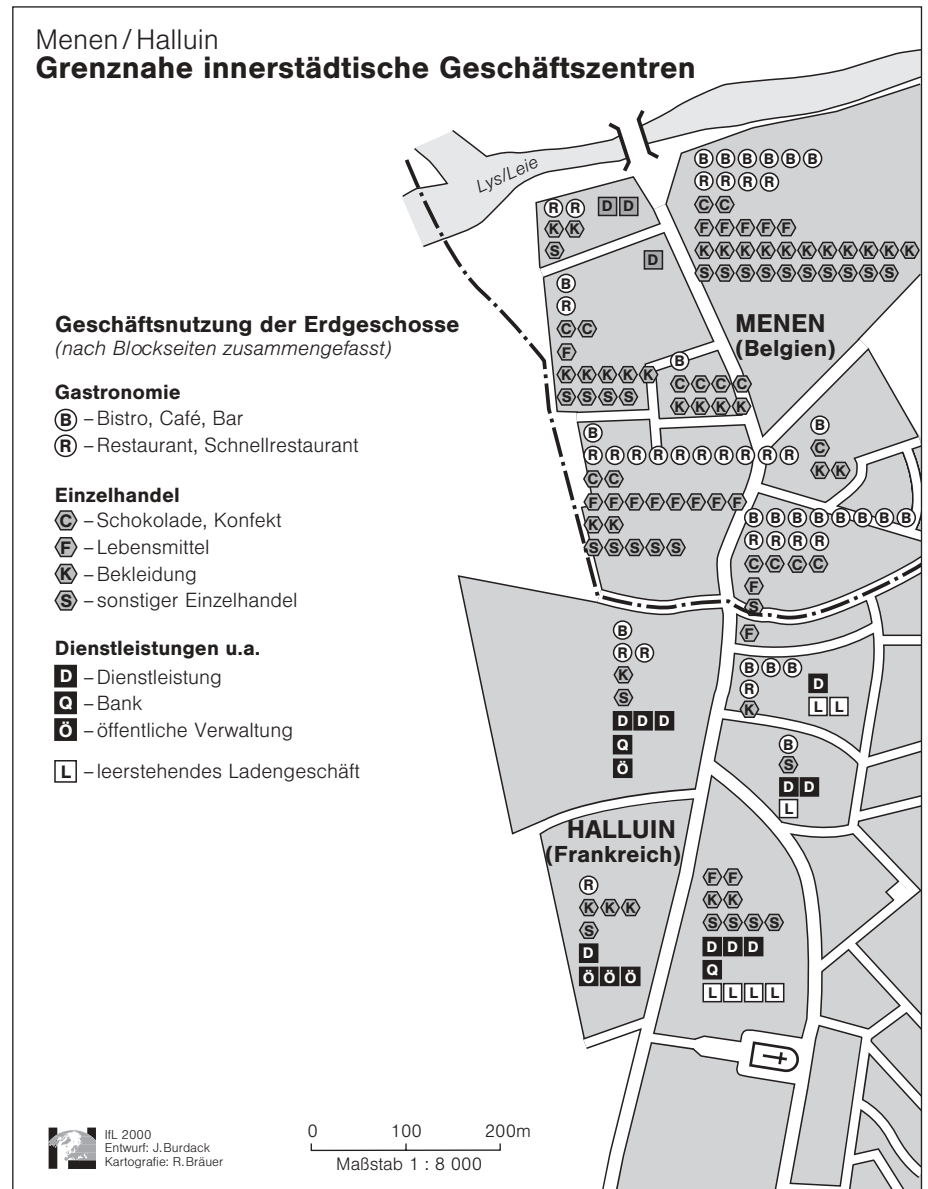 Menen / Halluin
Grenznahe innerstädtische Geschäftszentren
Lys/Leie
B B B B B B
R R R R
C C
F F F F F
K K K K K K K K K K K
S S S S S S S S S S
R R D D
K K
S
D
B
R
C C
F
K K K K K
S S S S
MENEN
(Belgien)
B
C C C C
K K K K
Geschäftsnutzung der Erdgeschosse
(nach Blockseiten zusammengefasst)
Gastronomie
B – Bistro, Café, Bar
R – Restaurant, Schnellrestaurant
Einzelhandel
C – Schokolade, Konfekt
F – Lebensmittel
K – Bekleidung
S – sonstiger Einzelhandel
Dienstleistungen u.a.
D – Dienstleistung
Q – Bank
Ö – öffentliche Verwaltung
L – leerstehendes Ladengeschäft
B
C
K K
B
R R R R R R R R R R
C C
F F F F F F F
K K
S S S S S
B B B B B B B B
R R R R
C C C C
F
S
B
R R
K
S
D D D
Q
Ö
F
B B B
R
K
D
L L
B
S
D D
L
HALLUIN
(Frankreich)
R
K K K
S
D
Ö Ö Ö
F F
K K
S S S S
D D D
Q
L L L L
IfL 2000
Entwurf: J. Burdack
Kartografie: R. Bräuer
0 100 200m
Maßstab 1 : 8 000